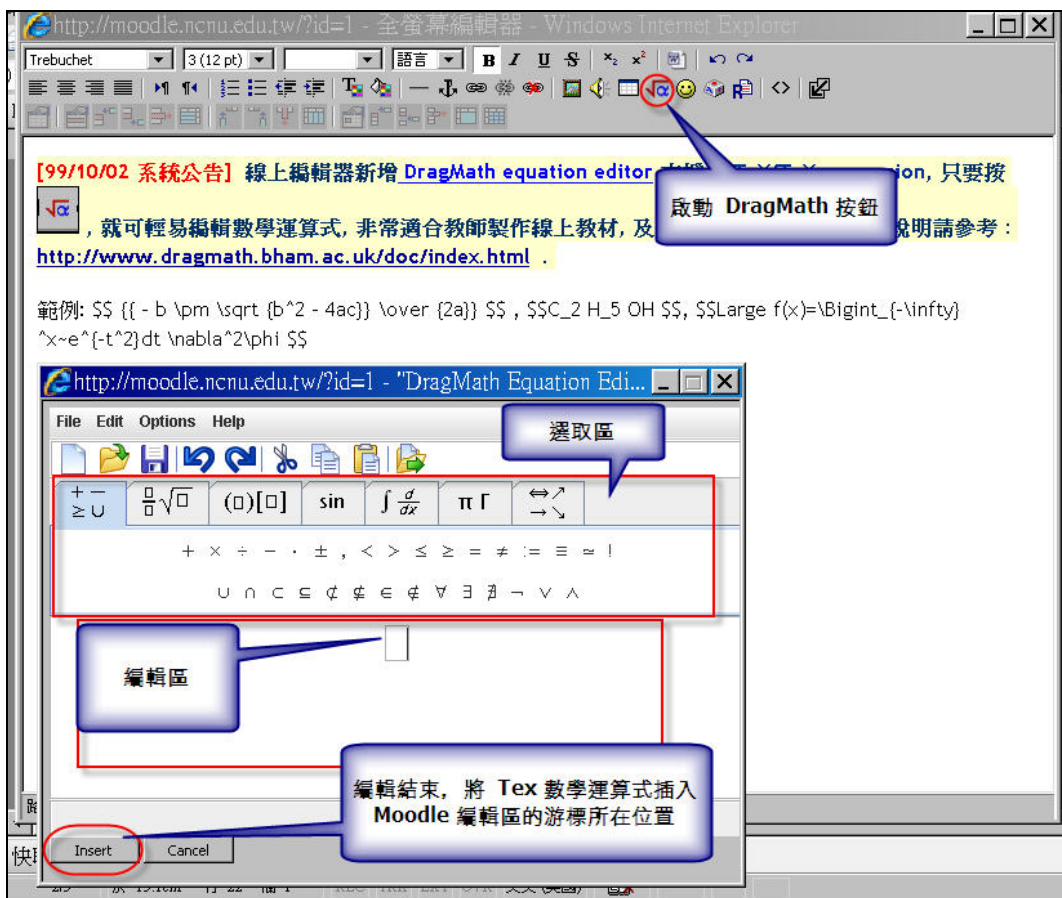 http://moodle.ncnu.edu.tw/?id=1 - 全螢幕編輯器 - Windows Internet Explorer
Trebuchet 3 (12 pt) 語言 B I U S ×₂ ×²
[99/10/02 系統公告] 線上編輯器新增 DragMath equation editor ion, 只要按
啟動 DragMath 按鈕
√α , 就可輕易編輯數學運算式, 非常適合教師製作線上教材, 及 說明請參考 :
http://www.dragmath.bham.ac.uk/doc/index.html .
範例: $$ {{ - b \pm \sqrt {b^2 - 4ac}} \over {2a}} $$ , $$C_2 H_5 OH $$, $$Large f(x)=\Bigint_{-\infty}
^x~e^{-t^2}dt \nabla^2\phi $$
http://moodle.ncnu.edu.tw/?id=1 - "DragMath Equation Edi...
File Edit Options Help
選取區
+ − ≥ ∪ □/□ √□ (□)[□] sin ∫ d/dx π Γ ⇔↗ →↘
+ × ÷ − · ± , < > ≤ ≥ = ≠ := ≡ ≃ !
∪ ∩ ⊂ ⊆ ⊄ ⊈ ∈ ∉ ∀ ∃ ∄ ¬ ∨ ∧
編輯區
編輯結束, 將 Tex 數學運算式插入
Moodle 編輯區的游標所在位置
Insert Cancel